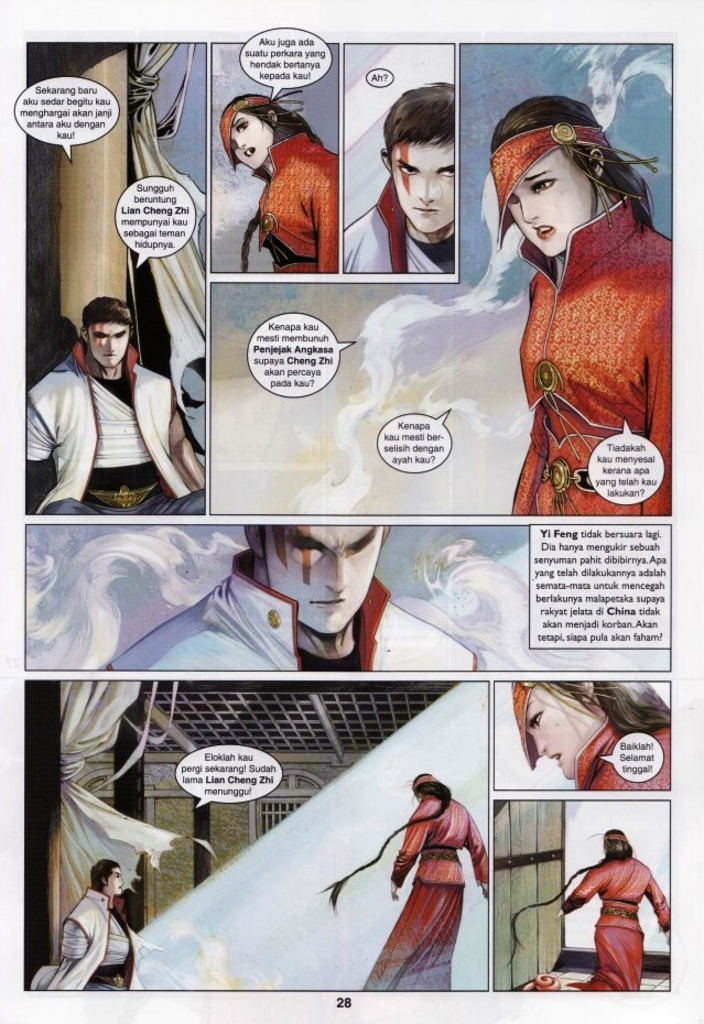 Sekarang baru
aku sedar begitu kau
menghargai akan janji
antara aku dengan
kau!
Sungguh
beruntung
Lian Cheng Zhi
mempunyai kau
sebagai teman
hidupnya.
Aku juga ada
suatu perkara yang
hendak bertanya
kepada kau!
Ah?
Kenapa kau
mesti membunuh
Penjejak Angkasa
supaya Cheng Zhi
akan percaya
pada kau?
Kenapa
kau mesti ber-
selisih dengan
ayah kau?
Tiadakah
kau menyesal
kerana apa
yang telah kau
lakukan?
Yi Feng tidak bersuara lagi.
Dia hanya mengukir sebuah
senyuman pahit dibibirnya. Apa
yang telah dilakukannya adalah
semata-mata untuk mencegah
berlakunya malapetaka supaya
rakyat jelata di China tidak
akan menjadi korban. Akan
tetapi, siapa pula akan faham?
Eloklah kau
pergi sekarang! Sudah
lama Lian Cheng Zhi
menunggu!
Baiklah!
Selamat
tinggal!
28